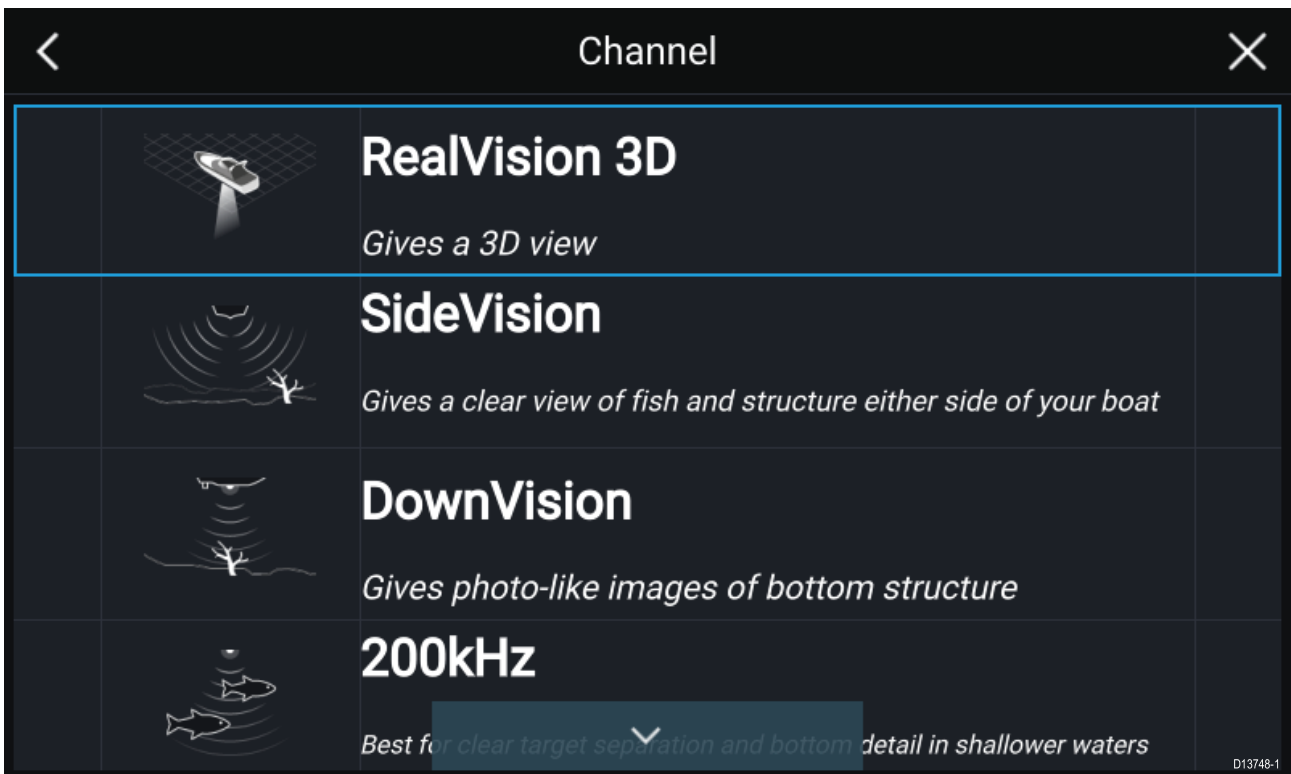 Channel
RealVision 3D
Gives a 3D view
SideVision
Gives a clear view of fish and structure either side of your boat
DownVision
Gives photo-like images of bottom structure
200kHz
Best for clear target separation and bottom detail in shallower waters
D13748-1